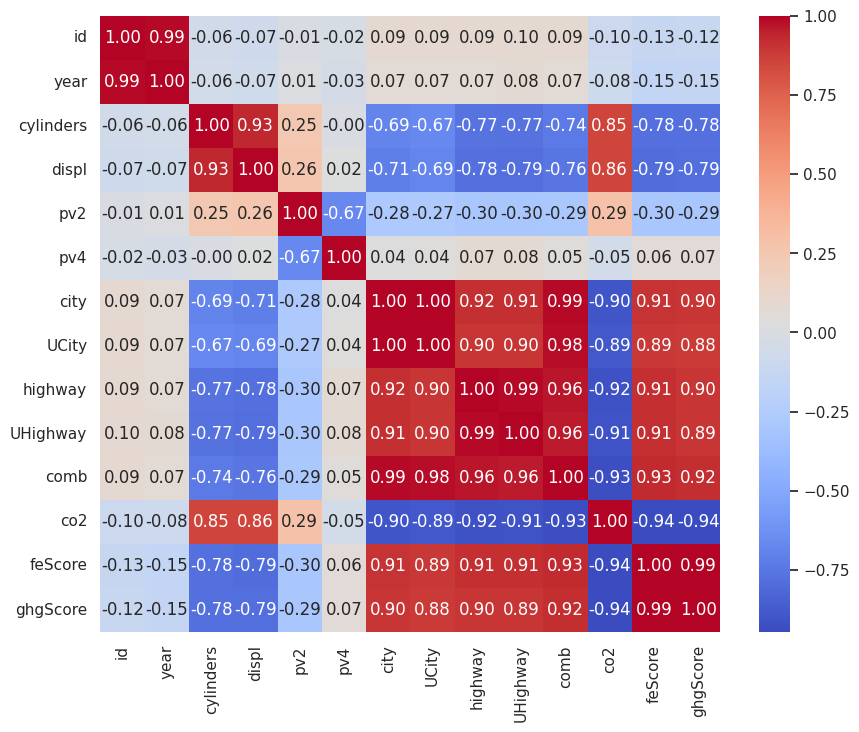 id 1.00 0.99 -0.06 -0.07 -0.01 -0.02 0.09 0.09 0.09 0.10 0.09 -0.10 -0.13 -0.12
year 0.99 1.00 -0.06 -0.07 0.01 -0.03 0.07 0.07 0.07 0.08 0.07 -0.08 -0.15 -0.15
cylinders -0.06 -0.06 1.00 0.93 0.25 -0.00 -0.69 -0.67 -0.77 -0.77 -0.74 0.85 -0.78 -0.78
displ -0.07 -0.07 0.93 1.00 0.26 0.02 -0.71 -0.69 -0.78 -0.79 -0.76 0.86 -0.79 -0.79
pv2 -0.01 0.01 0.25 0.26 1.00 -0.67 -0.28 -0.27 -0.30 -0.30 -0.29 0.29 -0.30 -0.29
pv4 -0.02 -0.03 -0.00 0.02 -0.67 1.00 0.04 0.04 0.07 0.08 0.05 -0.05 0.06 0.07
city 0.09 0.07 -0.69 -0.71 -0.28 0.04 1.00 1.00 0.92 0.91 0.99 -0.90 0.91 0.90
UCity 0.09 0.07 -0.67 -0.69 -0.27 0.04 1.00 1.00 0.90 0.90 0.98 -0.89 0.89 0.88
highway 0.09 0.07 -0.77 -0.78 -0.30 0.07 0.92 0.90 1.00 0.99 0.96 -0.92 0.91 0.90
UHighway 0.10 0.08 -0.77 -0.79 -0.30 0.08 0.91 0.90 0.99 1.00 0.96 -0.91 0.91 0.89
comb 0.09 0.07 -0.74 -0.76 -0.29 0.05 0.99 0.98 0.96 0.96 1.00 -0.93 0.93 0.92
co2 -0.10 -0.08 0.85 0.86 0.29 -0.05 -0.90 -0.89 -0.92 -0.91 -0.93 1.00 -0.94 -0.94
feScore -0.13 -0.15 -0.78 -0.79 -0.30 0.06 0.91 0.89 0.91 0.91 0.93 -0.94 1.00 0.99
ghgScore -0.12 -0.15 -0.78 -0.79 -0.29 0.07 0.90 0.88 0.90 0.89 0.92 -0.94 0.99 1.00
id year cylinders displ pv2 pv4 city UCity highway UHighway comb co2 feScore ghgScore
1.00
0.75
0.50
0.25
0.00
−0.25
−0.50
−0.75